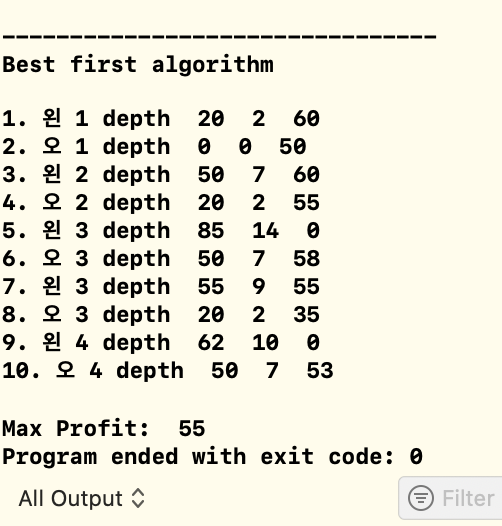 ---------------------------------
Best first algorithm
1. 왼 1 depth 20 2 60
2. 오 1 depth 0 0 50
3. 왼 2 depth 50 7 60
4. 오 2 depth 20 2 55
5. 왼 3 depth 85 14 0
6. 오 3 depth 50 7 58
7. 왼 3 depth 55 9 55
8. 오 3 depth 20 2 35
9. 왼 4 depth 62 10 0
10. 오 4 depth 50 7 53
Max Profit: 55
Program ended with exit code: 0
All Output Filter